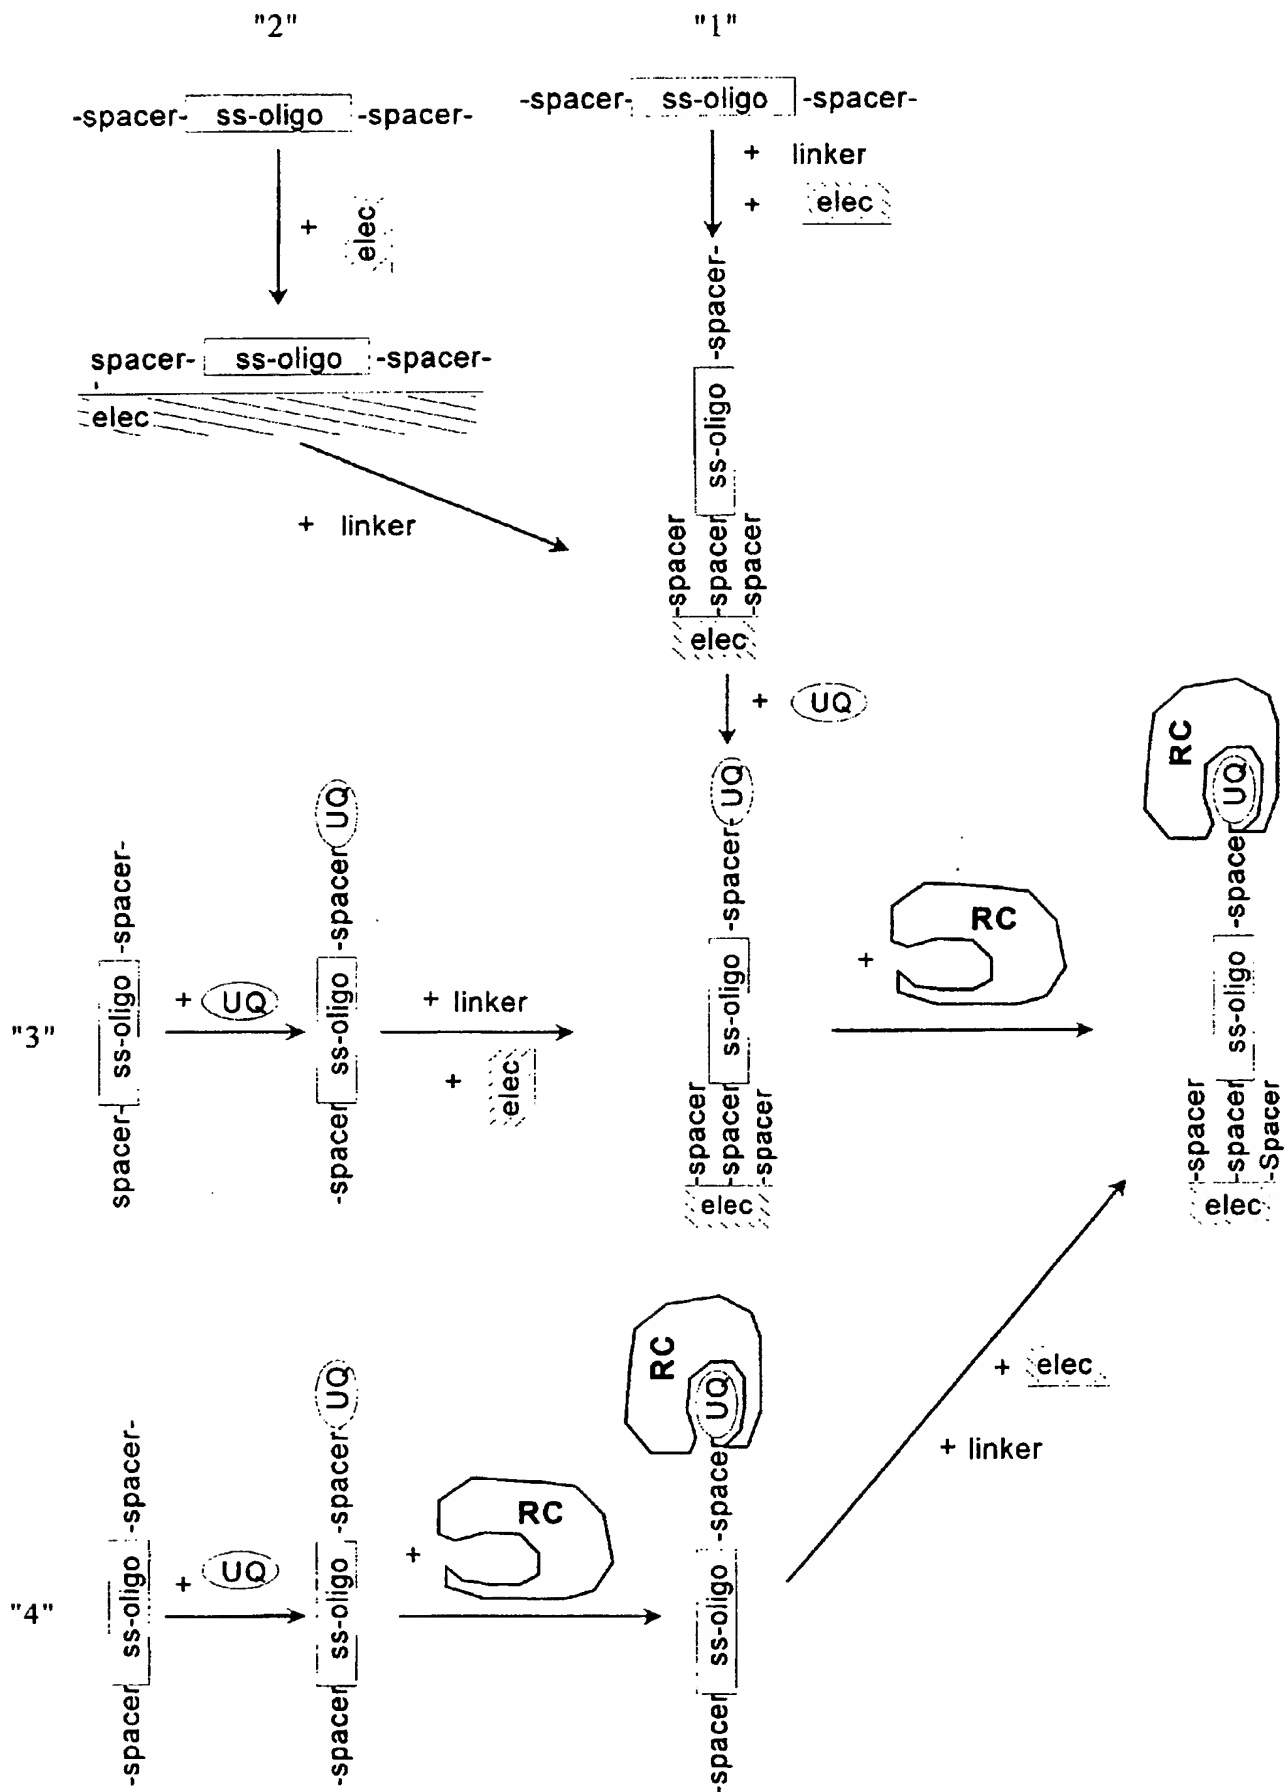 "2"
"1"
-spacer- ss-oligo -spacer-
-spacer- ss-oligo -spacer-
+ elec
+ linker
+ elec
spacer- ss-oligo -spacer-
elec
+ linker
-spacer-
ss-oligo
-spacer
-spacer
-spacer
elec
+ UQ
"3"
spacer- ss-oligo -spacer-
+ UQ
-spacer ss-oligo -spacer UQ
+ linker
+ elec
UQ
-spacer-
ss-oligo
-spacer
-spacer
-spacer
elec
+ RC
RC
UQ
-spacer
ss-oligo
-spacer
-spacer
-Spacer
elec
"4"
-spacer ss-oligo -spacer-
+ UQ
-spacer ss-oligo -spacer UQ
+ RC
RC
UQ
-spacer
ss-oligo
-spacer
+ elec
+ linker